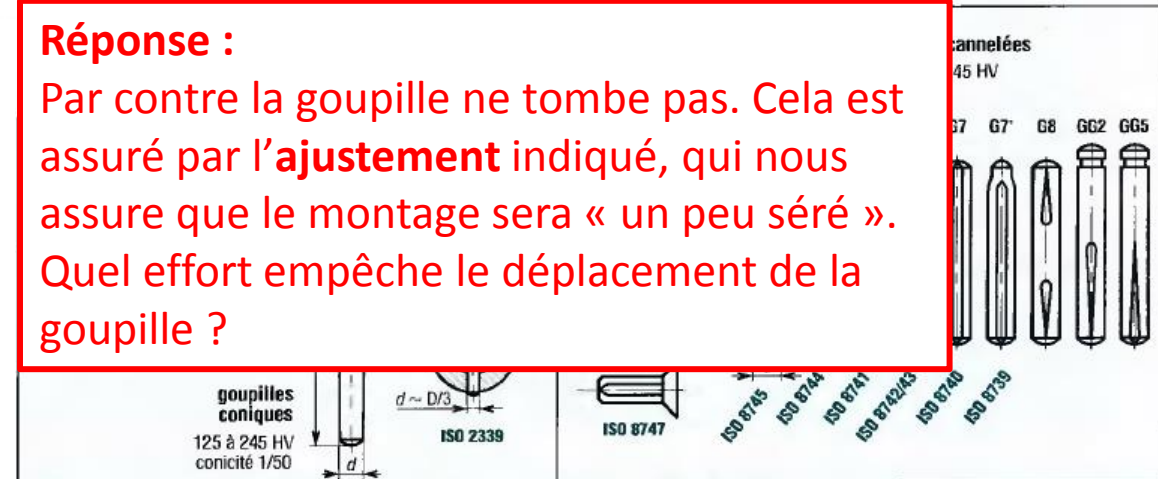 Réponse :
Par contre la goupille ne tombe pas. Cela est
assuré par l’ajustement indiqué, qui nous
assure que le montage sera « un peu séré ».
Quel effort empêche le déplacement de la
goupille ?
cannelées
45 HV
G7 G7' G8 GG2 GG5
goupilles
coniques
125 à 245 HV
conicité 1/50
d
d ~ D/3
ISO 2339
ISO 8747
ISO 8745
ISO 8744
ISO 8741
ISO 8742/43
ISO 8740
ISO 8739